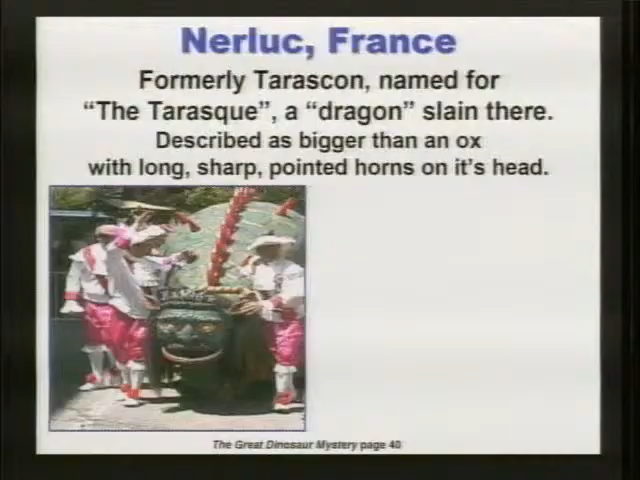 Nerluc, France
Formerly Tarascon, named for
“The Tarasque”, a “dragon” slain there.
Described as bigger than an ox
with long, sharp, pointed horns on it’s head.
The Great Dinosaur Mystery page 40